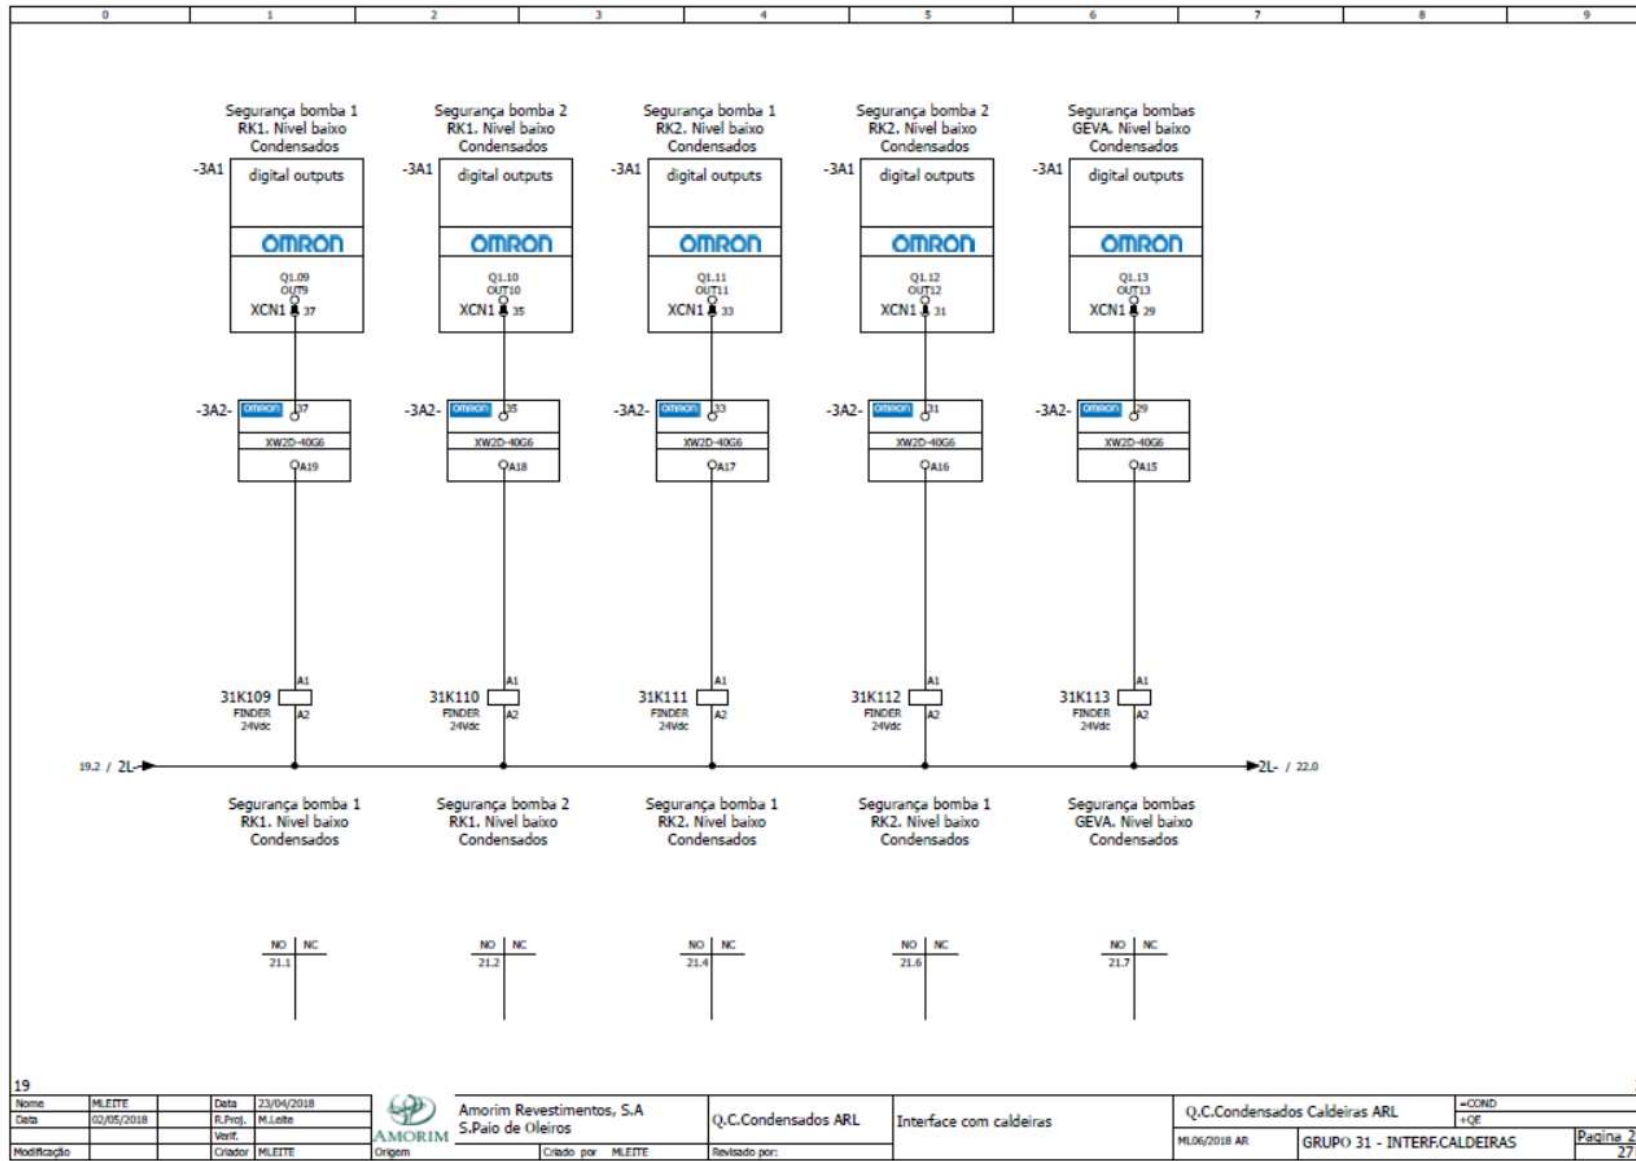 0 1 2 3 4 5 6 7 8 9
Segurança bomba 1
RK1. Nivel baixo
Condensados
Segurança bomba 2
RK1. Nivel baixo
Condensados
Segurança bomba 1
RK2. Nivel baixo
Condensados
Segurança bomba 2
RK2. Nivel baixo
Condensados
Segurança bombas
GEVA. Nivel baixo
Condensados
-3A1 digital outputs -3A1 digital outputs -3A1 digital outputs -3A1 digital outputs -3A1 digital outputs
OMRON OMRON OMRON OMRON OMRON
Q1.09 Q1.10 Q1.11 Q1.12 Q1.13
OUT9 OUT10 OUT11 OUT12 OUT13
XCN1 37 XCN1 35 XCN1 33 XCN1 31 XCN1 29
-3A2- OMRON 37 -3A2- OMRON 35 -3A2- OMRON 33 -3A2- OMRON 31 -3A2- OMRON 29
XW2D-40G6 XW2D-40G6 XW2D-40G6 XW2D-40G6 XW2D-40G6
A19 A18 A17 A16 A15
A1 A1 A1 A1 A1
31K109 31K110 31K111 31K112 31K113
FINDER A2 FINDER A2 FINDER A2 FINDER A2 FINDER A2
24Vdc 24Vdc 24Vdc 24Vdc 24Vdc
19.2 / 2L- 2L- / 22.0
Segurança bomba 1
RK1. Nivel baixo
Condensados
Segurança bomba 2
RK1. Nivel baixo
Condensados
Segurança bomba 1
RK2. Nivel baixo
Condensados
Segurança bomba 1
RK2. Nivel baixo
Condensados
Segurança bombas
GEVA. Nivel baixo
Condensados
NO NC NO NC NO NC NO NC NO NC
21.1 21.2 21.4 21.6 21.7
19
Nome MLEITE Data 23/04/2018
Data 02/05/2018 R.Proj. M.Leite
Verif.
Modificação Criador MLEITE
AMORIM
Origem
Amorim Revestimentos, S.A
S.Paio de Oleiros
Criado por MLEITE
Q.C.Condensados ARL
Revisado por:
Interface com caldeiras
Q.C.Condensados Caldeiras ARL
=COND
+QE
ML06/2018 AR
GRUPO 31 - INTERF.CALDEIRAS
Pagina 2
27